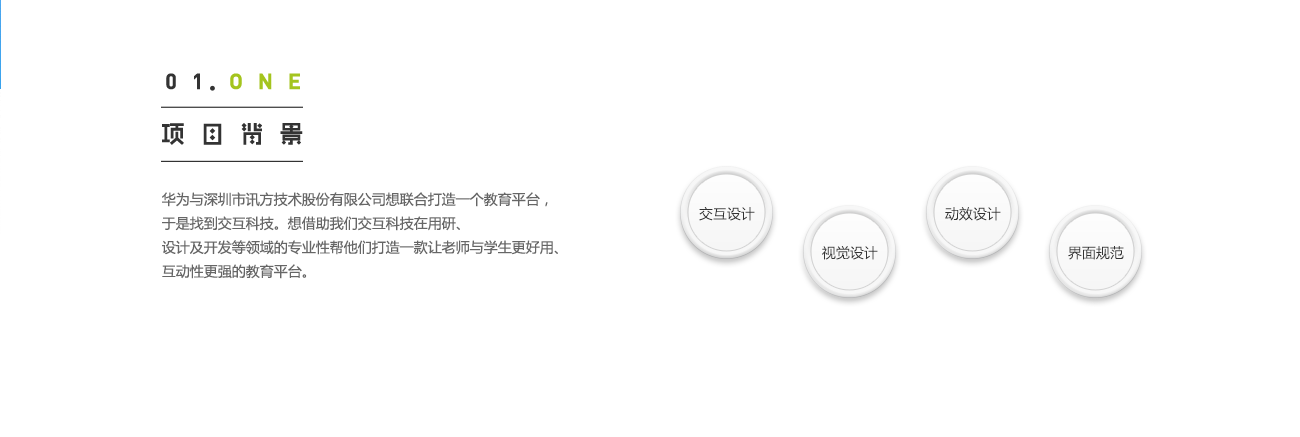 01.ONE
项目背景
华为与深圳市讯方技术股份有限公司想联合打造一个教育平台，
于是找到交互科技。想借助我们交互科技在用研、
设计及开发等领域的专业性帮他们打造一款让老师与学生更好用、
互动性更强的教育平台。
交互设计
视觉设计
动效设计
界面规范